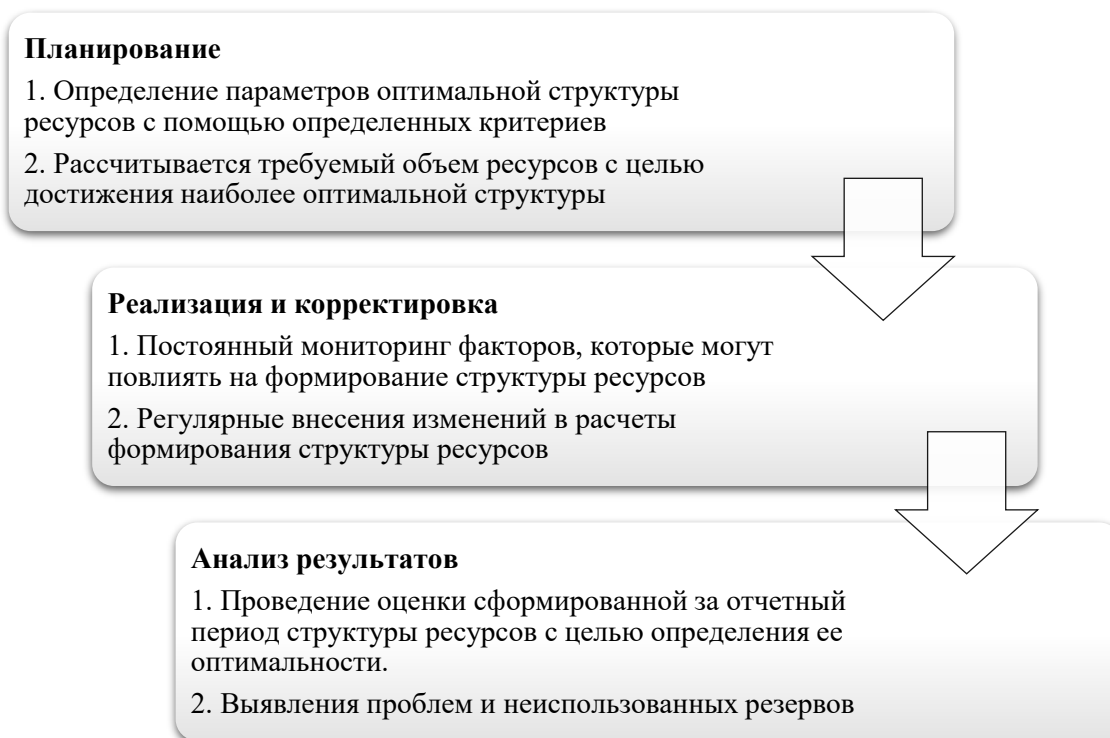 Планирование
1. Определение параметров оптимальной структуры
ресурсов с помощью определенных критериев
2. Рассчитывается требуемый объем ресурсов с целью
достижения наиболее оптимальной структуры
Реализация и корректировка
1. Постоянный мониторинг факторов, которые могут
повлиять на формирование структуры ресурсов
2. Регулярные внесения изменений в расчеты
формирования структуры ресурсов
Анализ результатов
1. Проведение оценки сформированной за отчетный
период структуры ресурсов с целью определения ее
оптимальности.
2. Выявления проблем и неиспользованных резервов